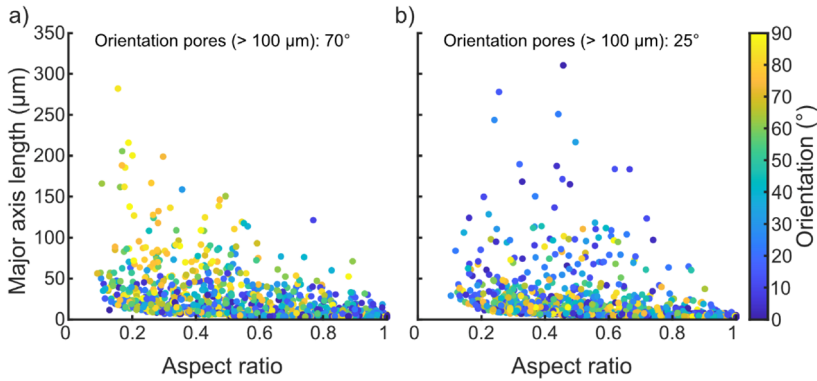 a)
Orientation pores (> 100 µm): 70°
350
300
250
200
150
100
50
0
Major axis length (µm)
0 0.2 0.4 0.6 0.8 1
Aspect ratio
b)
Orientation pores (> 100 µm): 25°
0 0.2 0.4 0.6 0.8 1
Aspect ratio
90
80
70
60
50
40
30
20
10
0
Orientation (°)